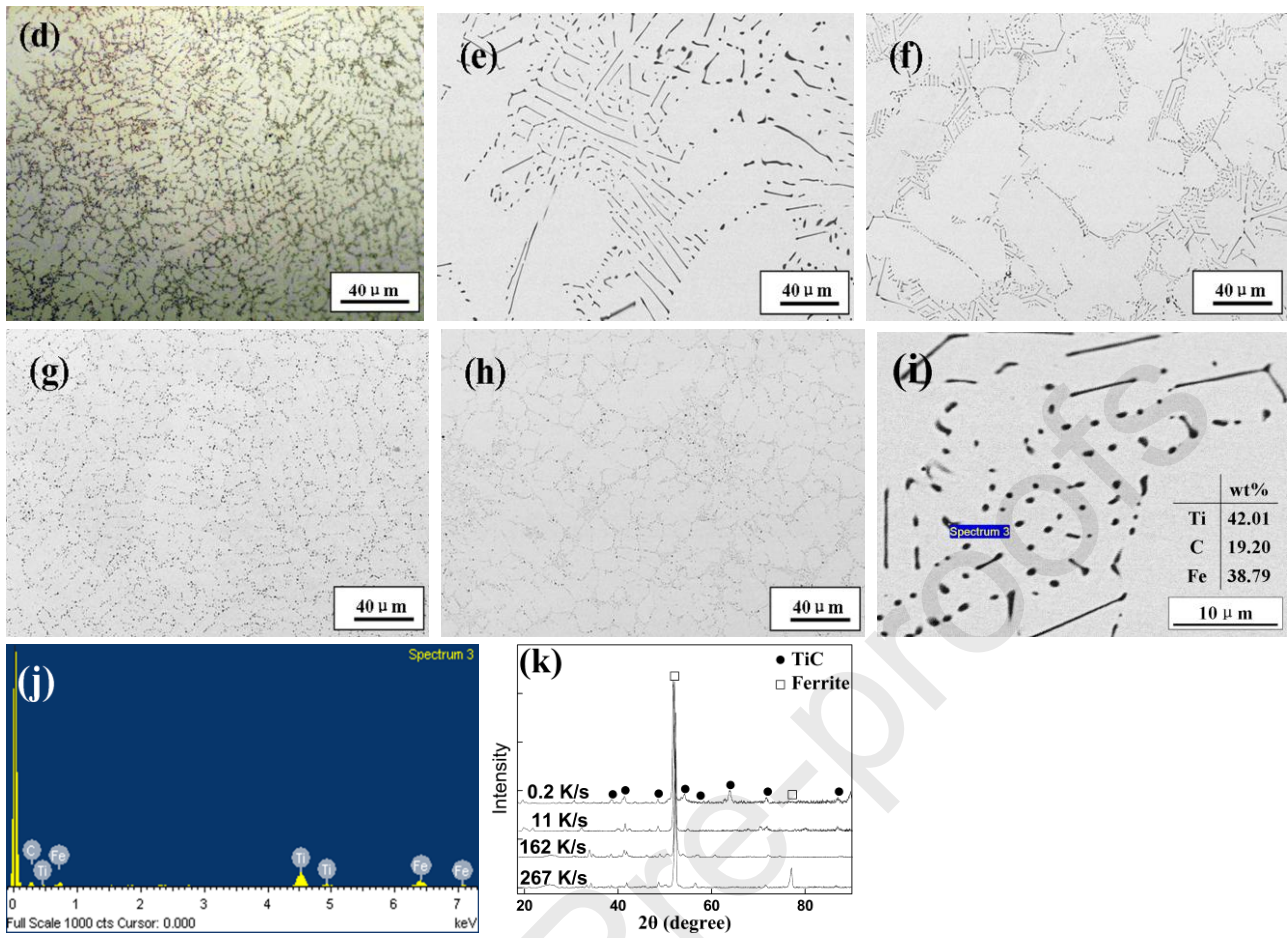 (d)
40 μm
(e)
40 μm
(f)
40 μm
(g)
40 μm
(h)
40 μm
(i)
Spectrum 3
wt%
Ti 42.01
C 19.20
Fe 38.79
10 μm
Spectrum 3
(j)
C
Ti
Fe
Ti
Ti
Fe
Fe
0 1 2 3 4 5 6 7
Full Scale 1000 cts Cursor: 0.000 keV
(k)
● TiC
□ Ferrite
Intensity
0.2 K/s
11 K/s
162 K/s
267 K/s
20 40 60 80
2θ (degree)
Pre-proofs